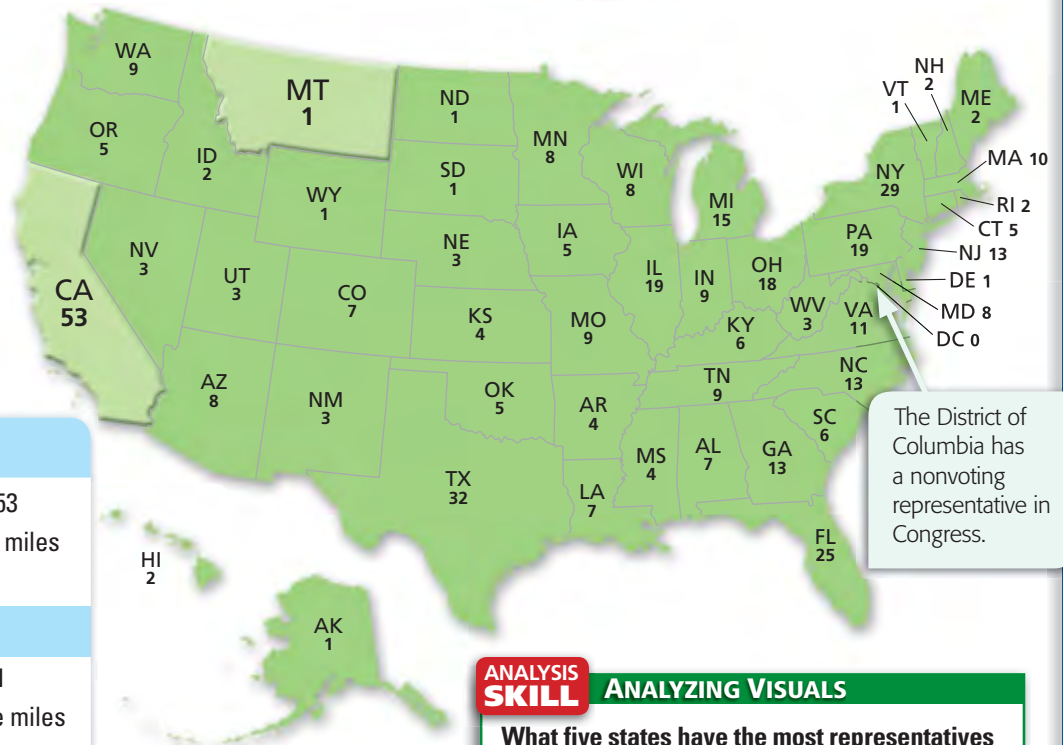 WA
9
OR
5
CA
53
NV
3
ID
2
MT
1
WY
1
UT
3
AZ
8
CO
7
NM
3
ND
1
SD
1
NE
3
KS
4
OK
5
TX
32
MN
8
IA
5
MO
9
AR
4
LA
7
WI
8
IL
19
MI
15
IN
9
OH
18
KY
6
TN
9
MS
4
AL
7
GA
13
FL
25
SC
6
NC
13
VA
11
WV
3
PA
19
NY
29
VT
1
NH
2
ME
2
MA 10
RI 2
CT 5
NJ 13
DE 1
MD 8
DC 0
HI
2
AK
1
The District of
Columbia has
a nonvoting
representative in
Congress.
53
miles
miles
ANALYSIS
SKILL
ANALYZING VISUALS
What five states have the most representatives